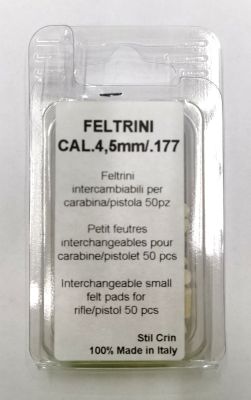 FELTRINI
CAL.4,5mm/.177
Feltrini
intercambiabili per
carabina/pistola 50pz
Petit feutres
interchangeables pour
carabine/pistolet 50 pcs
Interchangeable small
felt pads for
rifle/pistol 50 pcs
Stil Crin
100% Made in Italy